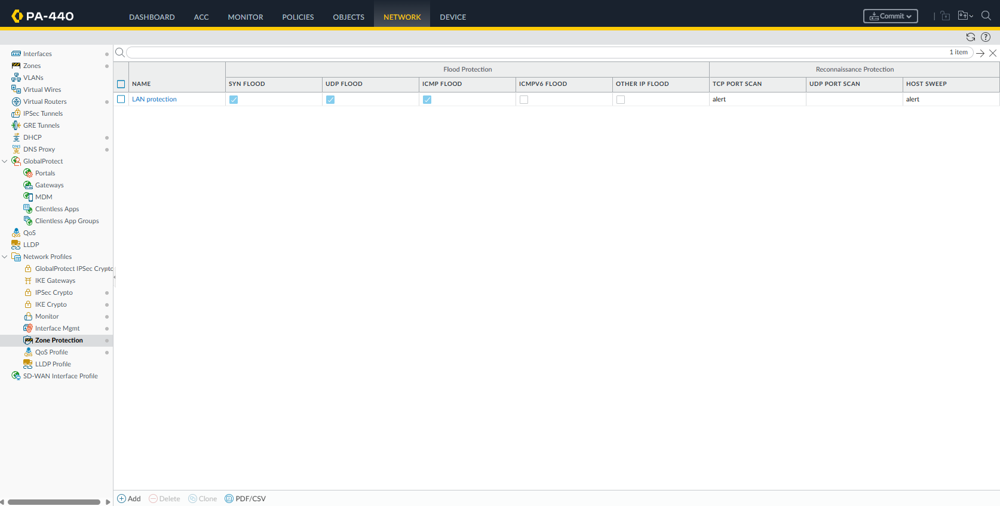 PA-440 DASHBOARD ACC MONITOR POLICIES OBJECTS NETWORK DEVICE Commit
Interfaces
Zones
VLANs
Virtual Wires
Virtual Routers
IPSec Tunnels
GRE Tunnels
DHCP
DNS Proxy
GlobalProtect
Portals
Gateways
MDM
Clientless Apps
Clientless App Groups
QoS
LLDP
Network Profiles
GlobalProtect IPSec Crypto
IKE Gateways
IPSec Crypto
IKE Crypto
Monitor
Interface Mgmt
Zone Protection
QoS Profile
LLDP Profile
SD-WAN Interface Profile
1 item
Flood Protection Reconnaissance Protection
NAME SYN FLOOD UDP FLOOD ICMP FLOOD ICMPV6 FLOOD OTHER IP FLOOD TCP PORT SCAN UDP PORT SCAN HOST SWEEP
LAN protection alert alert
Add Delete Clone PDF/CSV